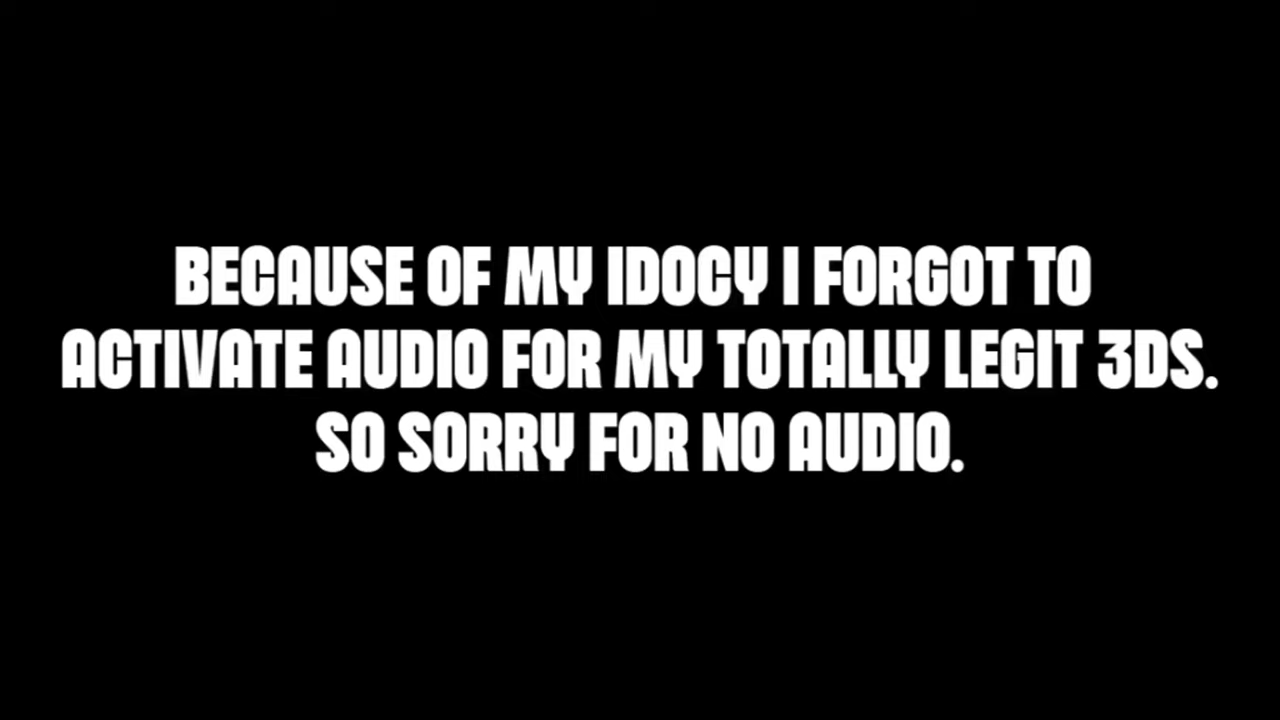 BECAUSE OF MY IDOCY I FORGOT TO
ACTIVATE AUDIO FOR MY TOTALLY LEGIT 3DS.
SO SORRY FOR NO AUDIO.